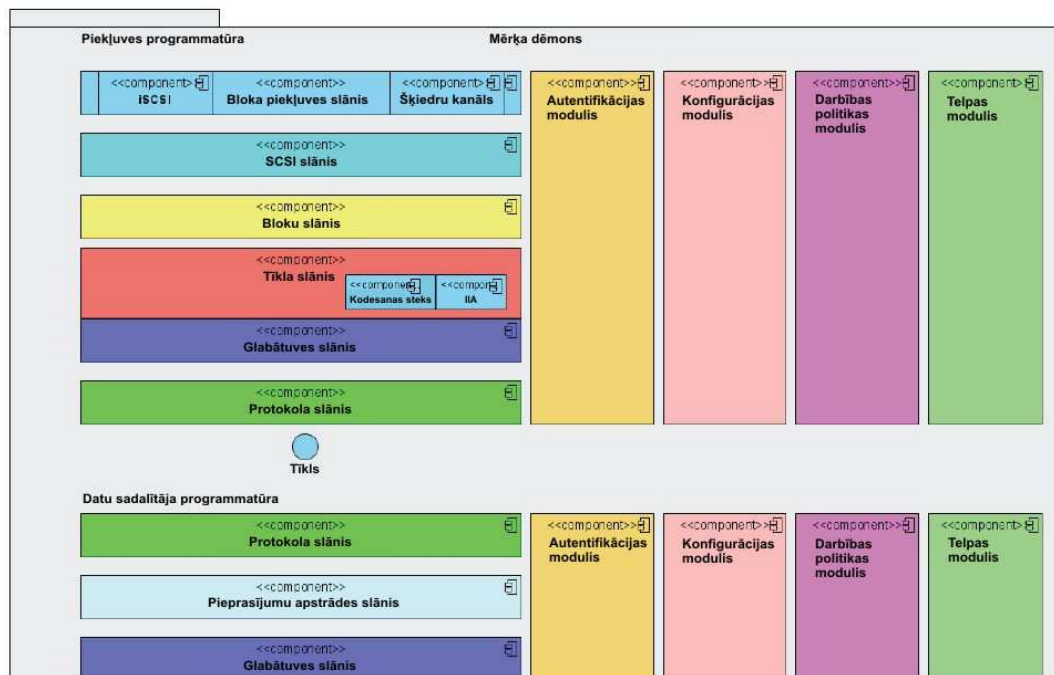 Piekļuves programmatūra
Mērķa dēmons
<<component>
iSCSI
<<component>>
Bloka piekļuves slānis
<<component>
Šķiedru kanāls
<<component>>
SCSI slānis
<<component>>
Bloku slānis
<<component>>
Tīkla slānis
<<component
Kodesanas steks
<<compon
IIA
<<component>>
Glabātuves slānis
<<component>>
Protokola slānis
<<component>>
Autentifikācijas
modulis
<<component>>
Konfigurācijas
modulis
<<component>>
Darbības
politikas
modulis
<<component>
Telpas
modulis
Tīkls
Datu sadalītāja programmatūra
<<component>>
Protokola slānis
<<component>>
Pieprasījumu apstrādes slānis
<<component>>
Glabātuves slānis
<<component>>
Autentifikācijas
modulis
<<component>>
Konfigurācijas
modulis
<<component>>
Darbības
politikas
modulis
<<component>
Telpas
modulis